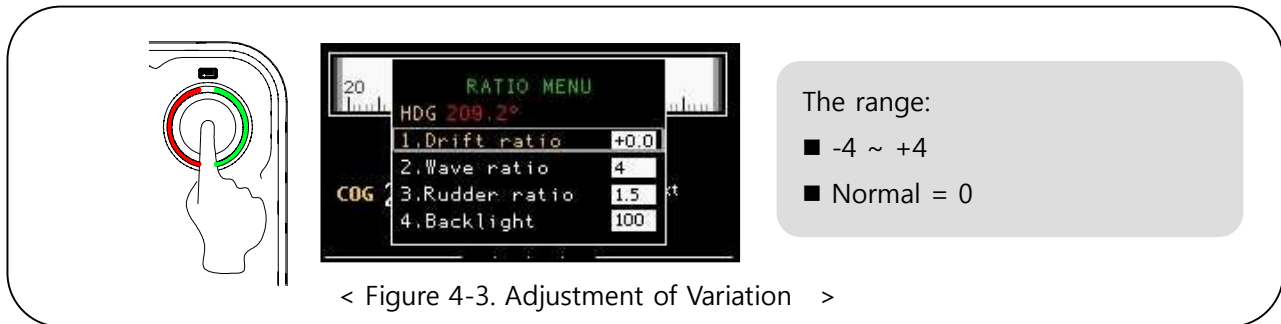 20
RATIO MENU
HDG 209.2°
1.Drift ratio +0.0
2.Wave ratio 4
COG 2 3.Rudder ratio 1.5
4.Backlight 100
The range:
■ -4 ~ +4
■ Normal = 0
< Figure 4-3. Adjustment of Variation >